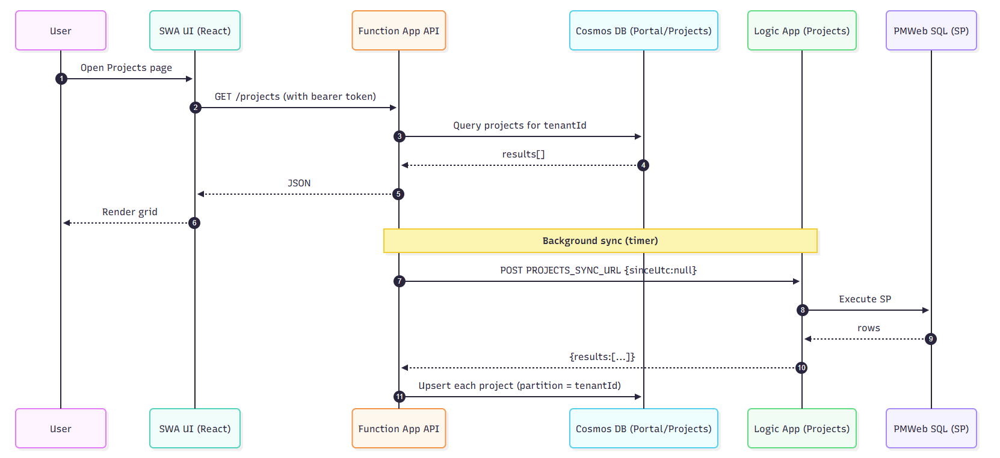 User
SWA UI (React)
Function App API
Cosmos DB (Portal/Projects)
Logic App (Projects)
PMWeb SQL (SP)
Open Projects page
1
GET /projects (with bearer token)
2
Query projects for tenantId
3
results[]
4
JSON
5
Render grid
6
Background sync (timer)
POST PROJECTS_SYNC_URL {sinceUtc:null}
7
Execute SP
8
rows
9
{results:[...]}
10
Upsert each project (partition = tenantId)
11
User
SWA UI (React)
Function App API
Cosmos DB (Portal/Projects)
Logic App (Projects)
PMWeb SQL (SP)